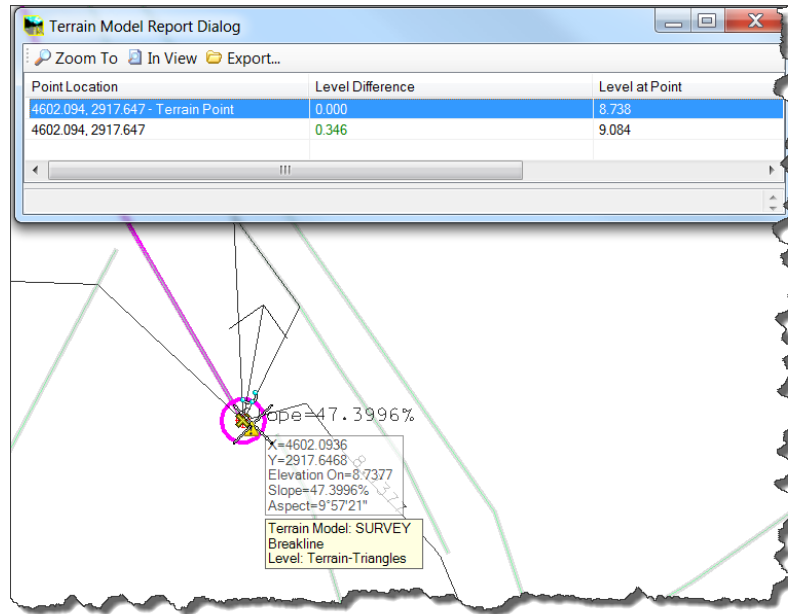 Terrain Model Report Dialog
Zoom To In View Export...
Point Location Level Difference Level at Point
4602.094, 2917.647 - Terrain Point 0.000 8.738
4602.094, 2917.647 0.346 9.084
ope=47.3996%
X=4602.0936
Y=2917.6468
Elevation On=8.7377
Slope=47.3996%
Aspect=9°57'21"
Terrain Model: SURVEY
Breakline
Level: Terrain-Triangles